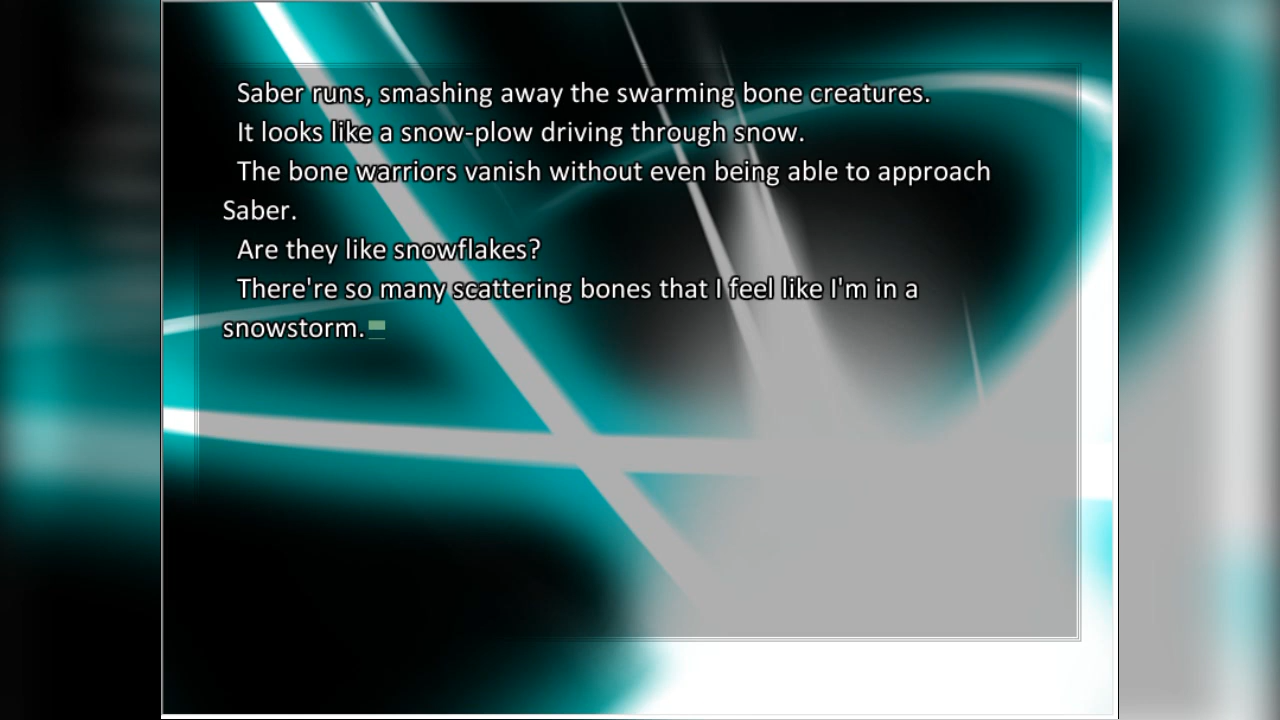 Saber runs, smashing away the swarming bone creatures.
It looks like a snow-plow driving through snow.
The bone warriors vanish without even being able to approach
Saber.
Are they like snowflakes?
There're so many scattering bones that I feel like I'm in a
snowstorm.